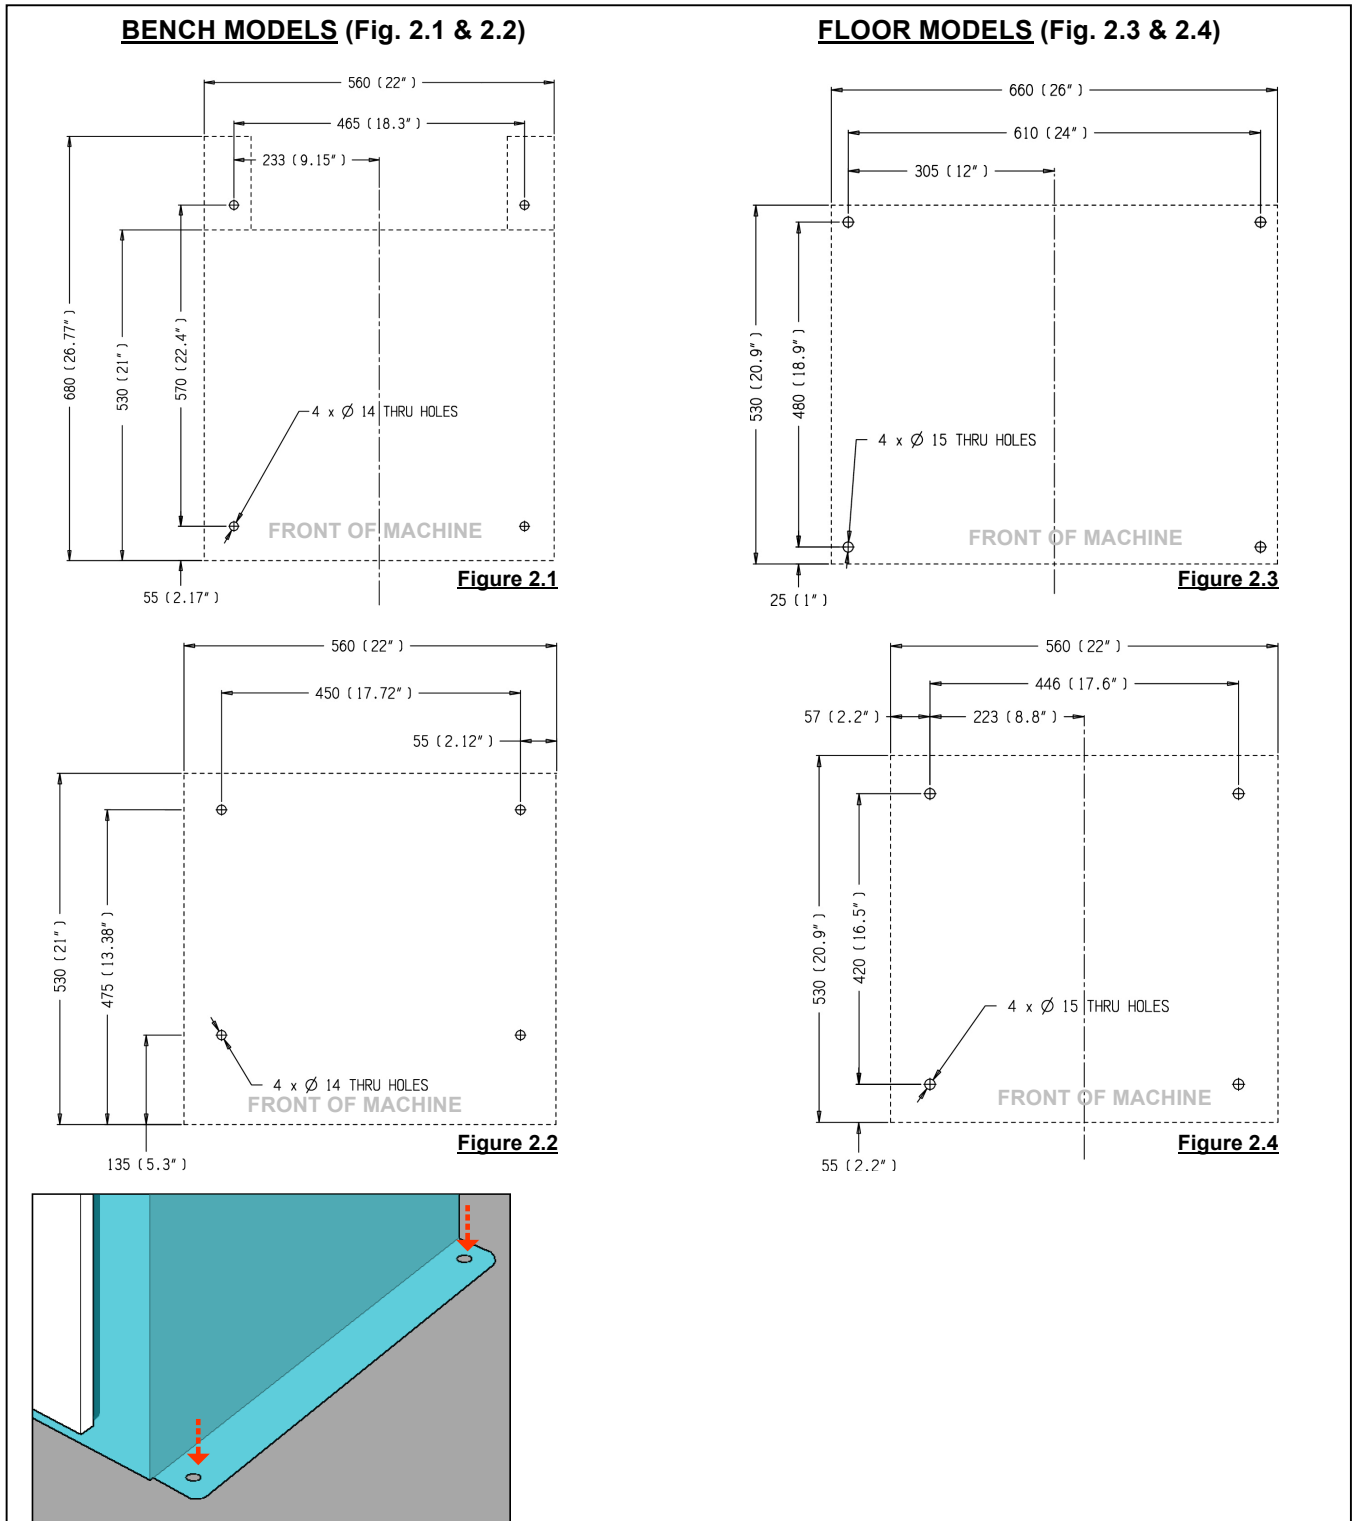 BENCH MODELS (Fig. 2.1 & 2.2)
FLOOR MODELS (Fig. 2.3 & 2.4)
560 (22")
465 (18.3")
233 (9.15")
680 (26.77")
530 (21")
570 (22.4")
4 x Ø 14 THRU HOLES
FRONT OF MACHINE
Figure 2.1
55 (2.17")
660 (26")
610 (24")
305 (12")
530 (20.9")
480 (18.9")
4 x Ø 15 THRU HOLES
FRONT OF MACHINE
Figure 2.3
25 (1")
560 (22")
450 (17.72")
55 (2.12")
530 (21")
475 (13.38")
4 x Ø 14 THRU HOLES
FRONT OF MACHINE
Figure 2.2
135 (5.3")
560 (22")
446 (17.6")
57 (2.2")
223 (8.8")
530 (20.9")
420 (16.5")
4 x Ø 15 THRU HOLES
FRONT OF MACHINE
Figure 2.4
55 (2.2")